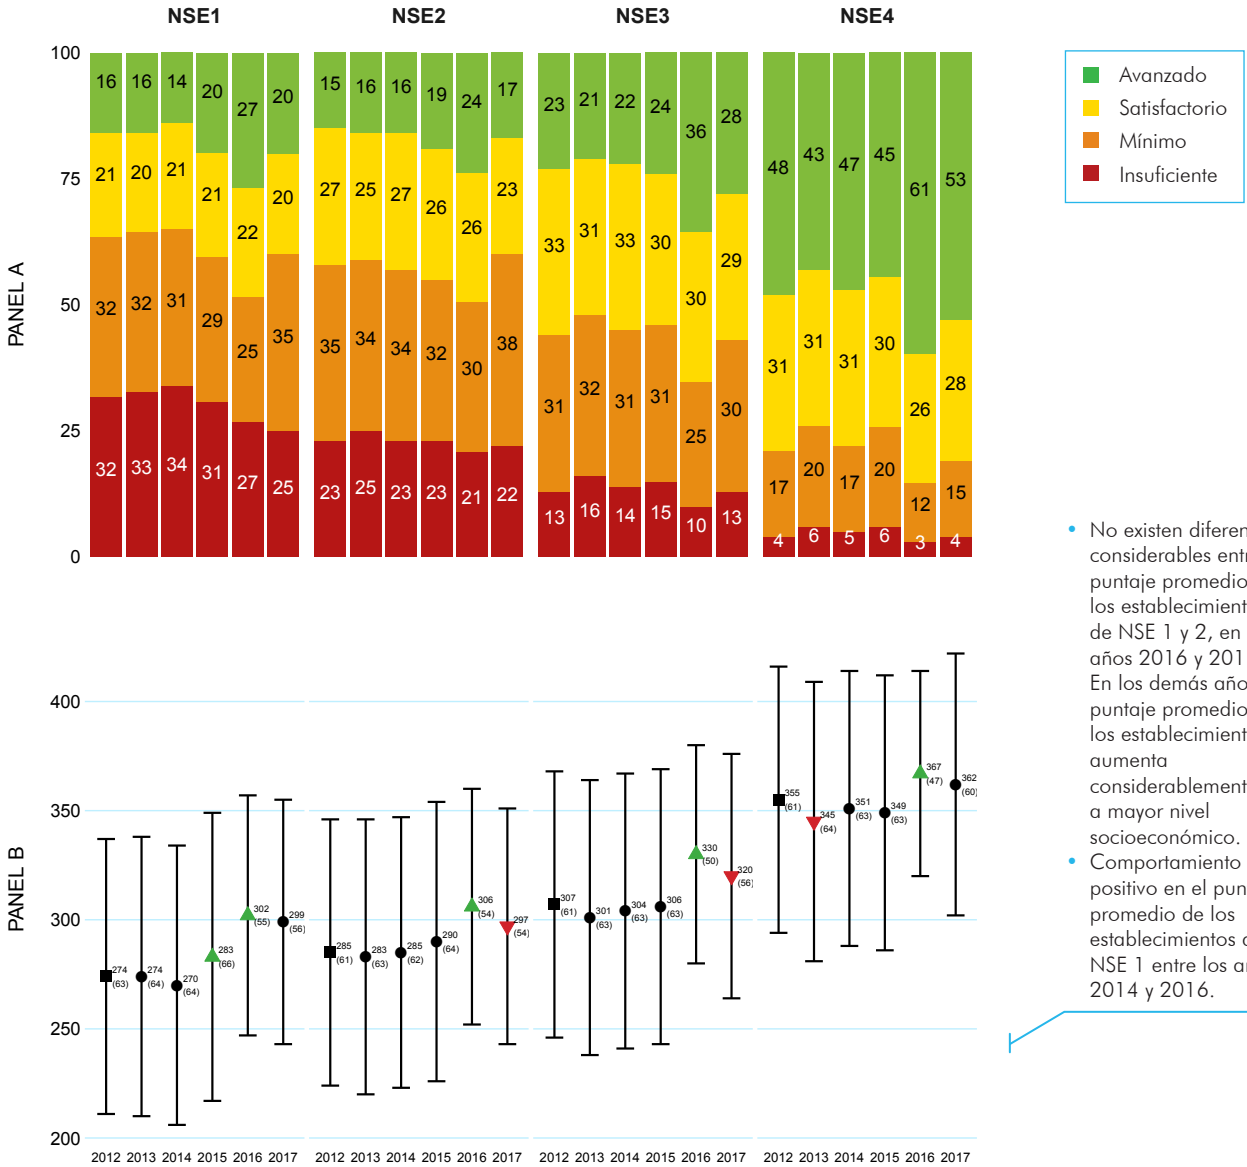 NSE1 NSE2 NSE3 NSE4
PANEL A
100
75
50
25
0
16 16 14 20 27 20
21 20 21 21 22 20
32 32 31 29 25 35
32 33 34 31 27 25
15 16 16 19 24 17
27 25 27 26 26 23
35 34 34 32 30 38
23 25 23 23 21 22
23 21 22 24 36 28
33 31 33 30 30 29
31 32 31 31 25 30
13 16 14 15 10 13
48 43 47 45 61 53
31 31 31 30 26 28
17 20 17 20 12 15
4 6 5 6 3 4
Avanzado
Satisfactorio
Mínimo
Insuficiente
PANEL B
400
350
300
250
200
274 274 270 283 302 299
(63) (64) (64) (66) (55) (56)
285 283 285 290 306 297
(61) (63) (62) (64) (54) (54)
307 301 304 306 330 320
(61) (63) (63) (63) (50) (56)
355 345 351 349 367 362
(61) (64) (63) (63) (47) (60)
2012 2013 2014 2015 2016 2017 2012 2013 2014 2015 2016 2017 2012 2013 2014 2015 2016 2017 2012 2013 2014 2015 2016 2017
• No existen
considerables
puntaje promedio
los
de NSE 1 y 2, en
años 2016 y
En los demás
puntaje promedio
los
aumenta
a mayor nivel
socioeconómico.
• Comportamiento
positivo en el
promedio de los
establecimientos
NSE 1 entre los
2014 y 2016.